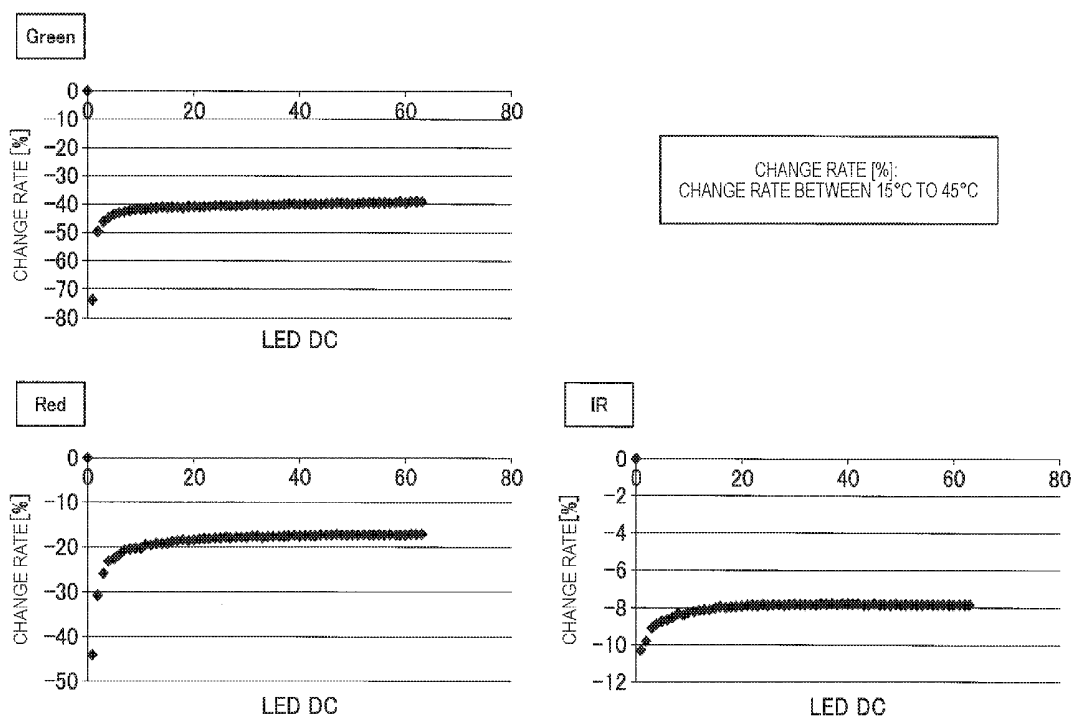 Green
0
-10
-20
-30
-40
-50
-60
-70
-80
0 20 40 60 80
CHANGE RATE [%]
LED DC
CHANGE RATE [%]:
CHANGE RATE BETWEEN 15°C TO 45°C
Red
0
-10
-20
-30
-40
-50
0 20 40 60 80
CHANGE RATE[%]
LED DC
IR
0
-2
-4
-6
-8
-10
-12
0 20 40 60 80
CHANGE RATE[%]
LED DC